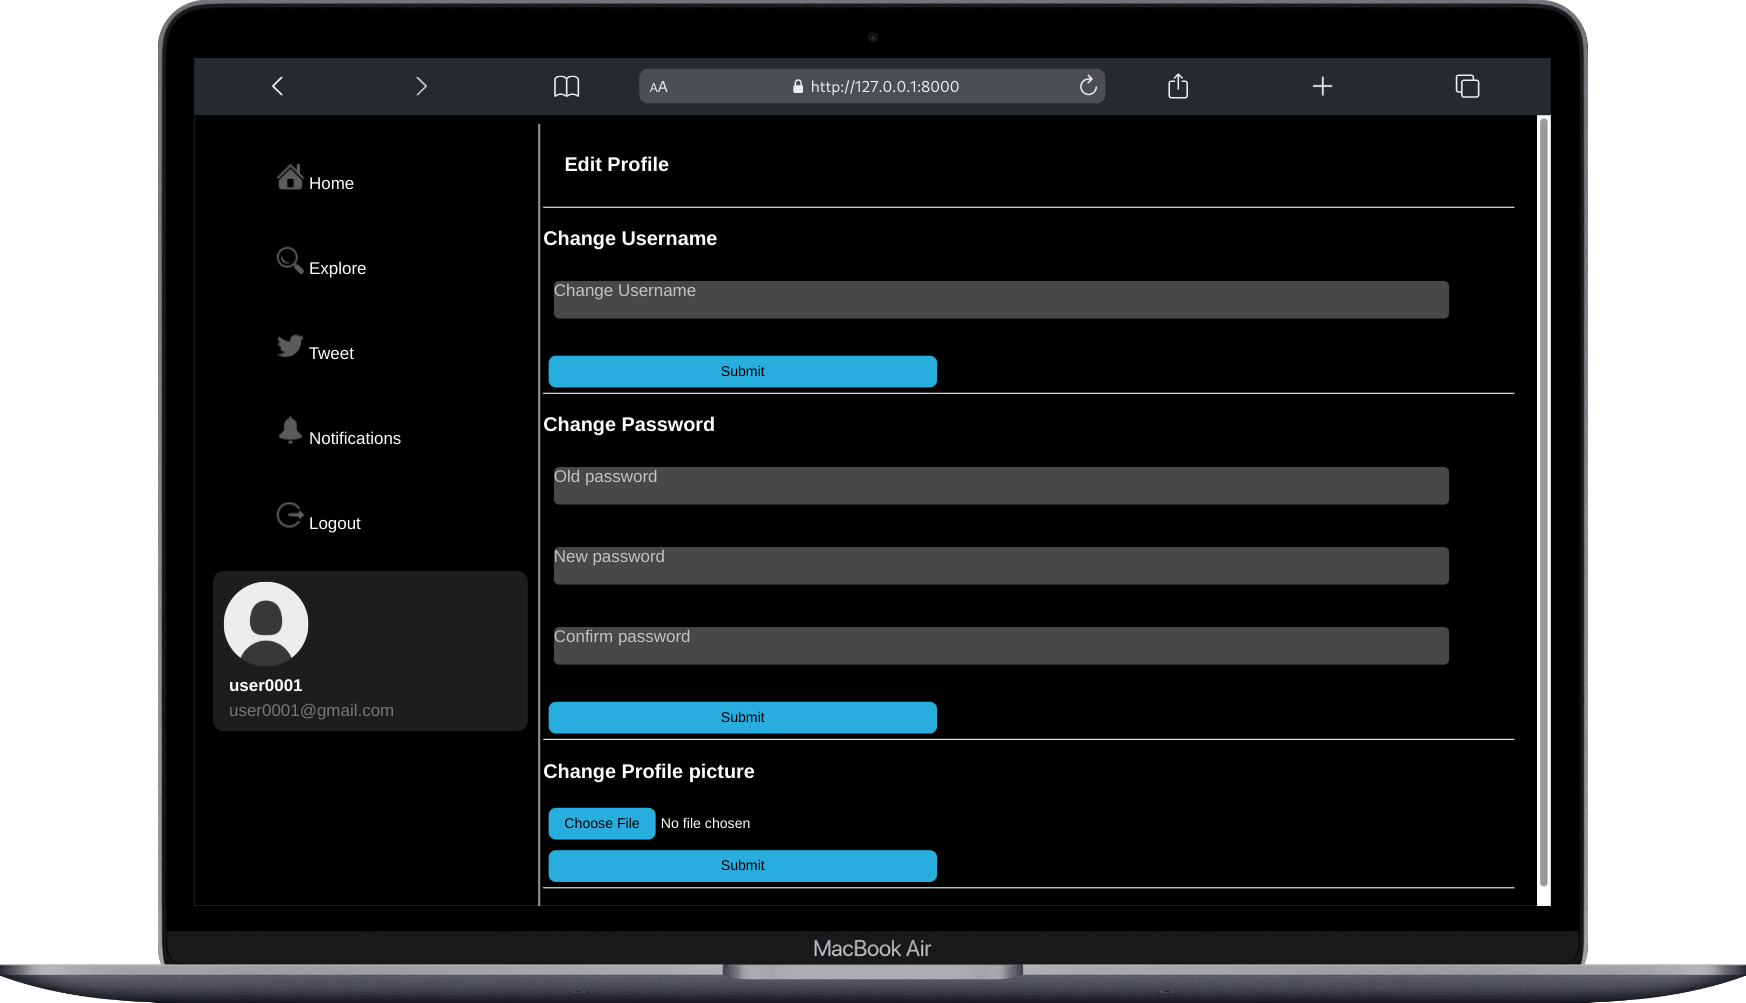 AA
http://127.0.0.1:8000
Home
Explore
Tweet
Notifications
Logout
user0001
user0001@gmail.com
Edit Profile
Change Username
Change Username
Submit
Change Password
Old password
New password
Confirm password
Submit
Change Profile picture
Choose File No file chosen
Submit
MacBook Air